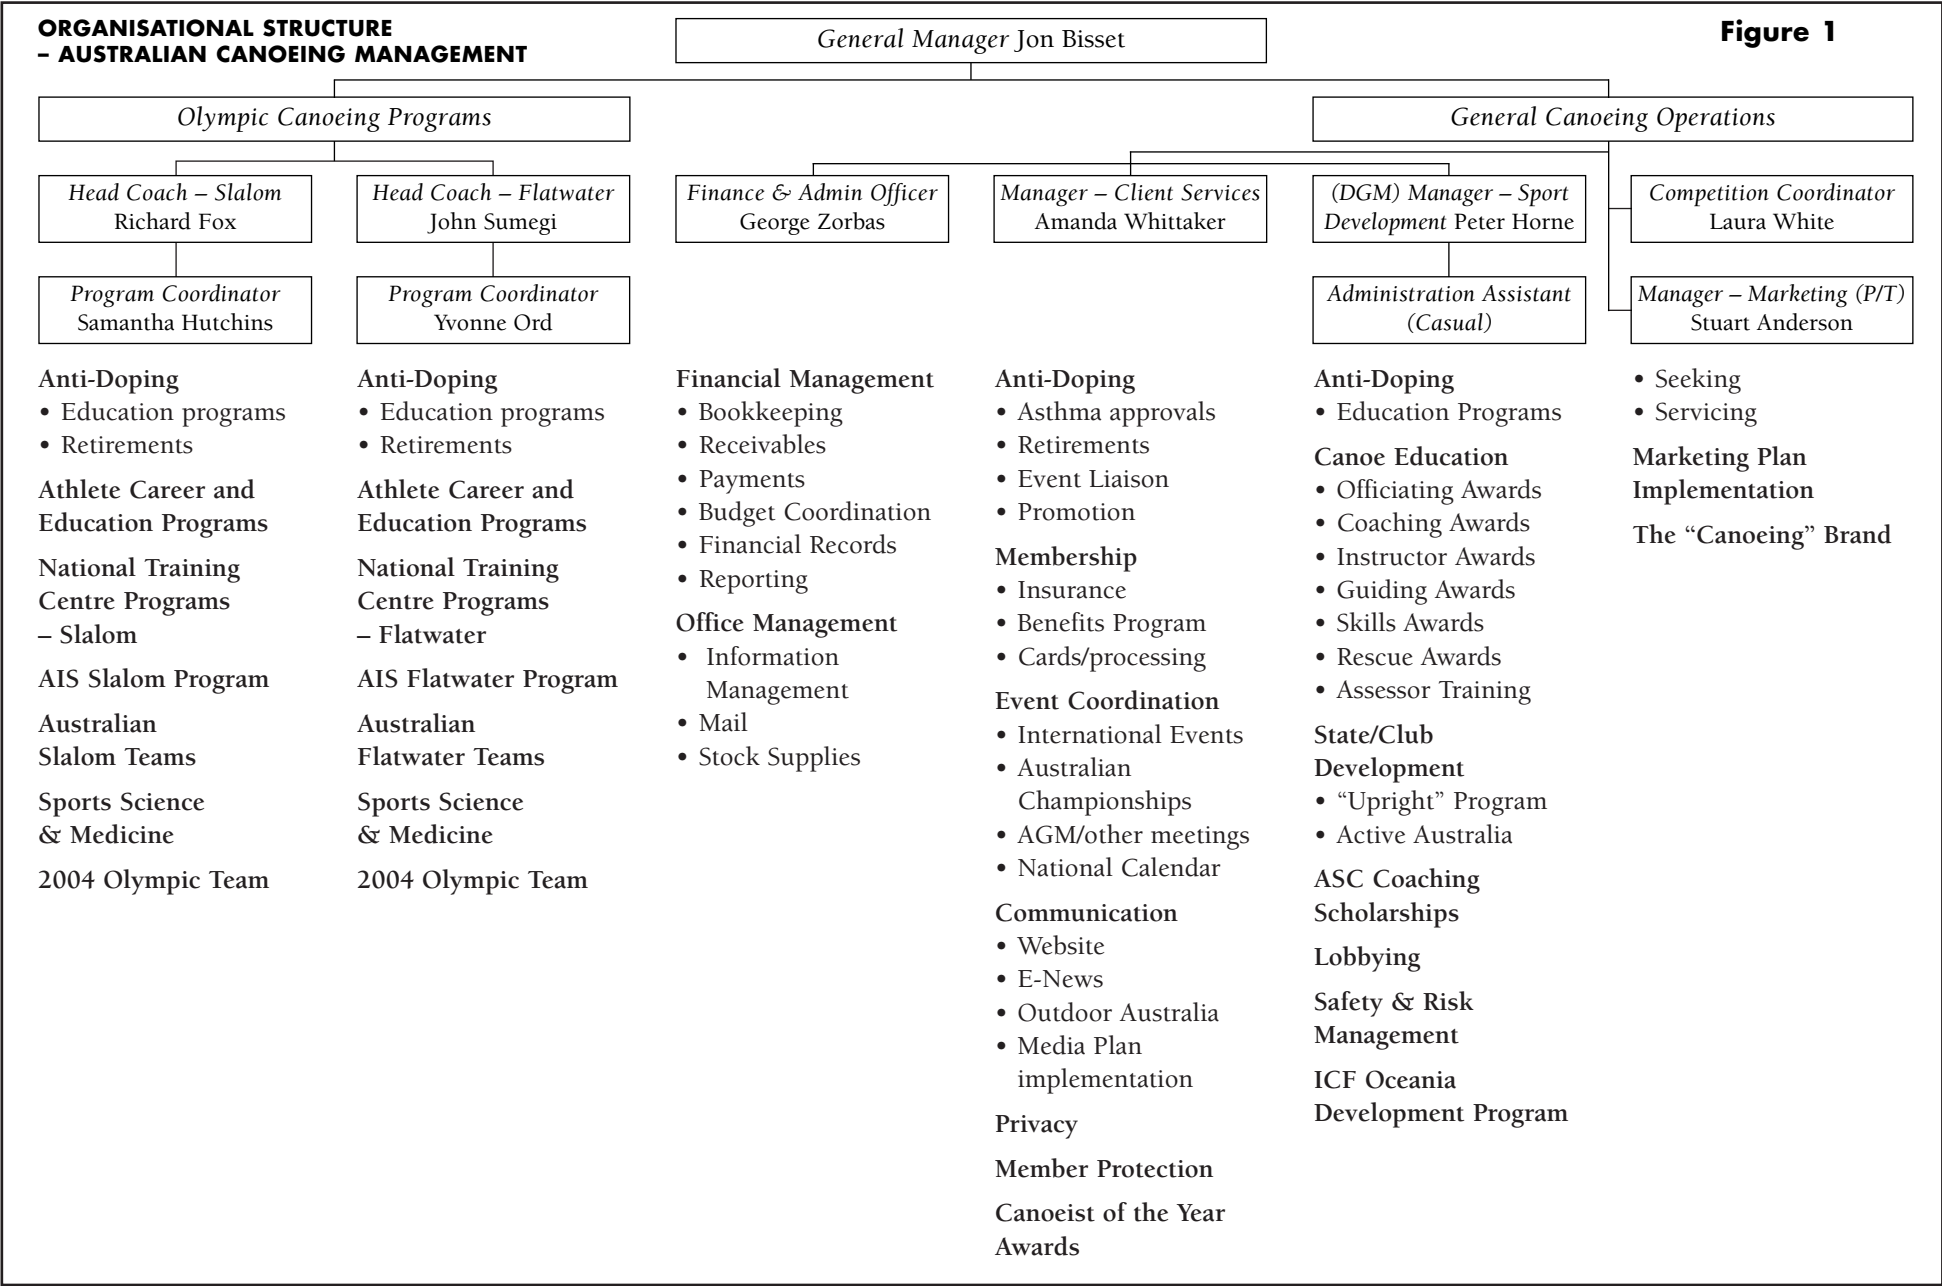 ORGANISATIONAL STRUCTURE
– AUSTRALIAN CANOEING MANAGEMENT
General Manager Jon Bisset
Figure 1
Olympic Canoeing Programs
General Canoeing Operations
Head Coach – Slalom
Richard Fox
Head Coach – Flatwater
John Sumegi
Finance & Admin Officer
George Zorbas
Manager – Client Services
Amanda Whittaker
(DGM) Manager – Sport
Development Peter Horne
Competition Coordinator
Laura White
Program Coordinator
Samantha Hutchins
Program Coordinator
Yvonne Ord
Administration Assistant
(Casual)
Manager – Marketing (P/T)
Stuart Anderson
Anti-Doping
• Education programs
• Retirements
Athlete Career and
Education Programs
National Training
Centre Programs
– Slalom
AIS Slalom Program
Australian
Slalom Teams
Sports Science
& Medicine
2004 Olympic Team
Anti-Doping
• Education programs
• Retirements
Athlete Career and
Education Programs
National Training
Centre Programs
– Flatwater
AIS Flatwater Program
Australian
Flatwater Teams
Sports Science
& Medicine
2004 Olympic Team
Financial Management
• Bookkeeping
• Receivables
• Payments
• Budget Coordination
• Financial Records
• Reporting
Office Management
• Information
Management
• Mail
• Stock Supplies
Anti-Doping
• Asthma approvals
• Retirements
• Event Liaison
• Promotion
Membership
• Insurance
• Benefits Program
• Cards/processing
Event Coordination
• International Events
• Australian
Championships
• AGM/other meetings
• National Calendar
Communication
• Website
• E-News
• Outdoor Australia
• Media Plan
implementation
Privacy
Member Protection
Canoeist of the Year
Awards
Anti-Doping
• Education Programs
Canoe Education
• Officiating Awards
• Coaching Awards
• Instructor Awards
• Guiding Awards
• Skills Awards
• Rescue Awards
• Assessor Training
State/Club
Development
• “Upright” Program
• Active Australia
ASC Coaching
Scholarships
Lobbying
Safety & Risk
Management
ICF Oceania
Development Program
• Seeking
• Servicing
Marketing Plan
Implementation
The “Canoeing” Brand